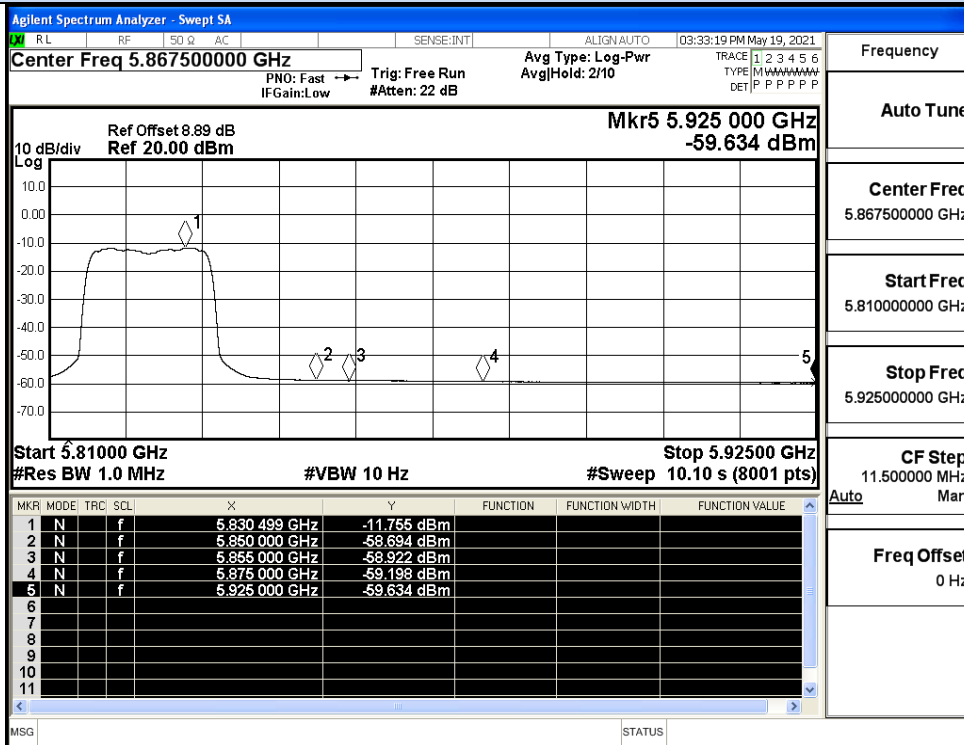 Agilent Spectrum Analyzer - Swept SA
LXI RL RF 50 Ω AC SENSE:INT ALIGN AUTO 03:33:19 PM May 19, 2021
Center Freq 5.867500000 GHz
PNO: Fast
IFGain:Low
Trig: Free Run
#Atten: 22 dB
Avg Type: Log-Pwr
Avg|Hold: 2/10
TRACE 1 2 3 4 5 6
TYPE M WWWWW
DET P P P P P P
Ref Offset 8.89 dB
Ref 20.00 dBm
10 dB/div
Log
Mkr5 5.925 000 GHz
-59.634 dBm
10.0
0.00
-10.0
-20.0
-30.0
-40.0
-50.0
-60.0
-70.0
1
2
3
4
5
Start 5.81000 GHz
Stop 5.92500 GHz
#Res BW 1.0 MHz
#VBW 10 Hz
#Sweep 10.10 s (8001 pts)
MKR MODE TRC SCL X Y FUNCTION FUNCTION WIDTH FUNCTION VALUE
1 N f 5.830 499 GHz -11.755 dBm
2 N f 5.850 000 GHz -58.694 dBm
3 N f 5.855 000 GHz -58.922 dBm
4 N f 5.875 000 GHz -59.198 dBm
5 N f 5.925 000 GHz -59.634 dBm
6
7
8
9
10
11
MSG
STATUS
Frequency
Auto Tune
Center Freq
5.867500000 GHz
Start Freq
5.810000000 GHz
Stop Freq
5.925000000 GHz
CF Step
11.500000 MHz
Auto Man
Freq Offset
0 Hz